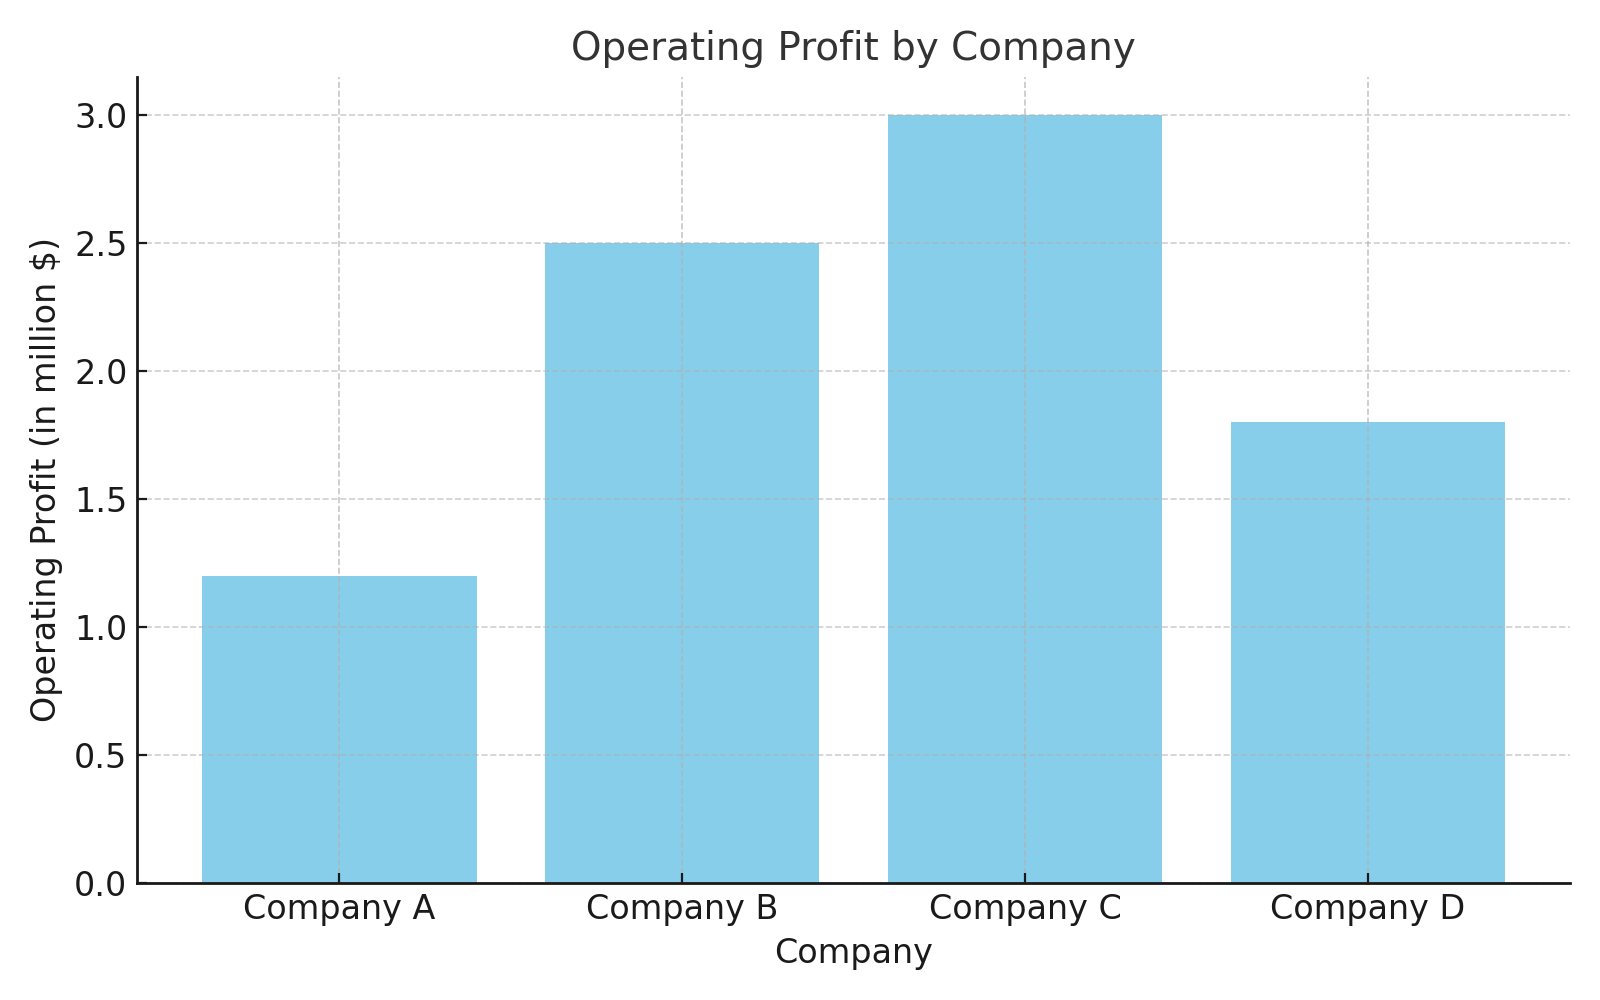 Operating Profit by Company
Operating Profit (in million $)
3.0
2.5
2.0
1.5
1.0
0.5
0.0
Company A Company B Company C Company D
Company